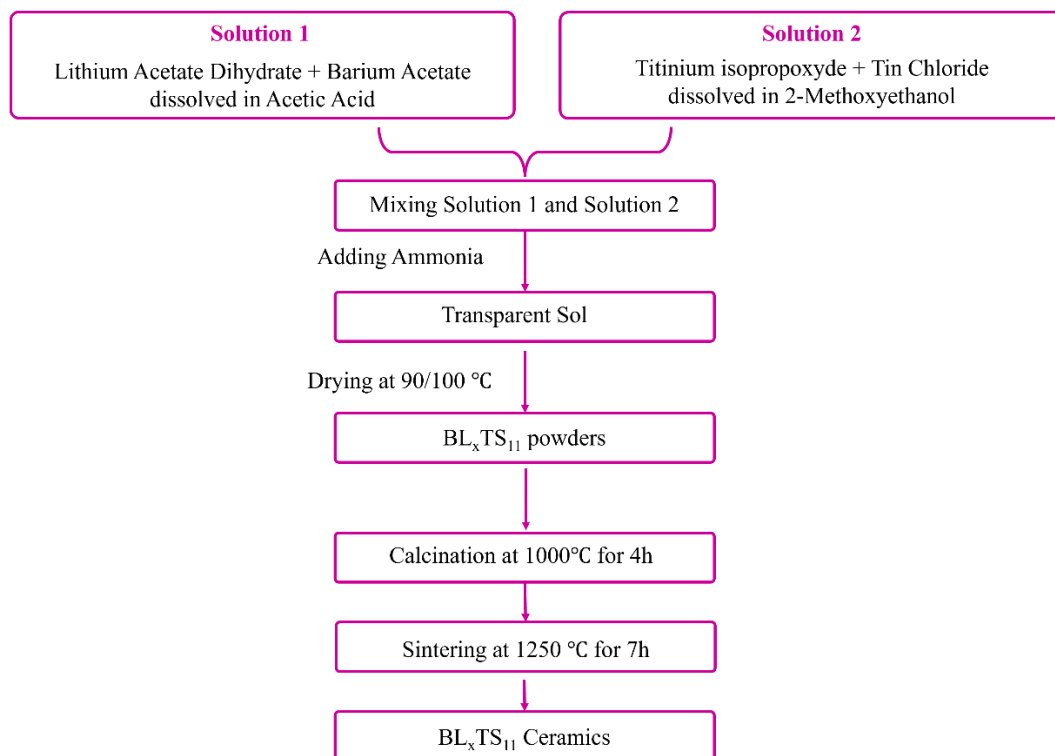 Solution 1
Lithium Acetate Dihydrate + Barium Acetate
dissolved in Acetic Acid
Solution 2
Titinium isopropoxyde + Tin Chloride
dissolved in 2-Methoxyethanol
Mixing Solution 1 and Solution 2
Adding Ammonia
Transparent Sol
Drying at 90/100 ℃
BLₓTS₁₁ powders
Calcination at 1000℃ for 4h
Sintering at 1250 ℃ for 7h
BLₓTS₁₁ Ceramics